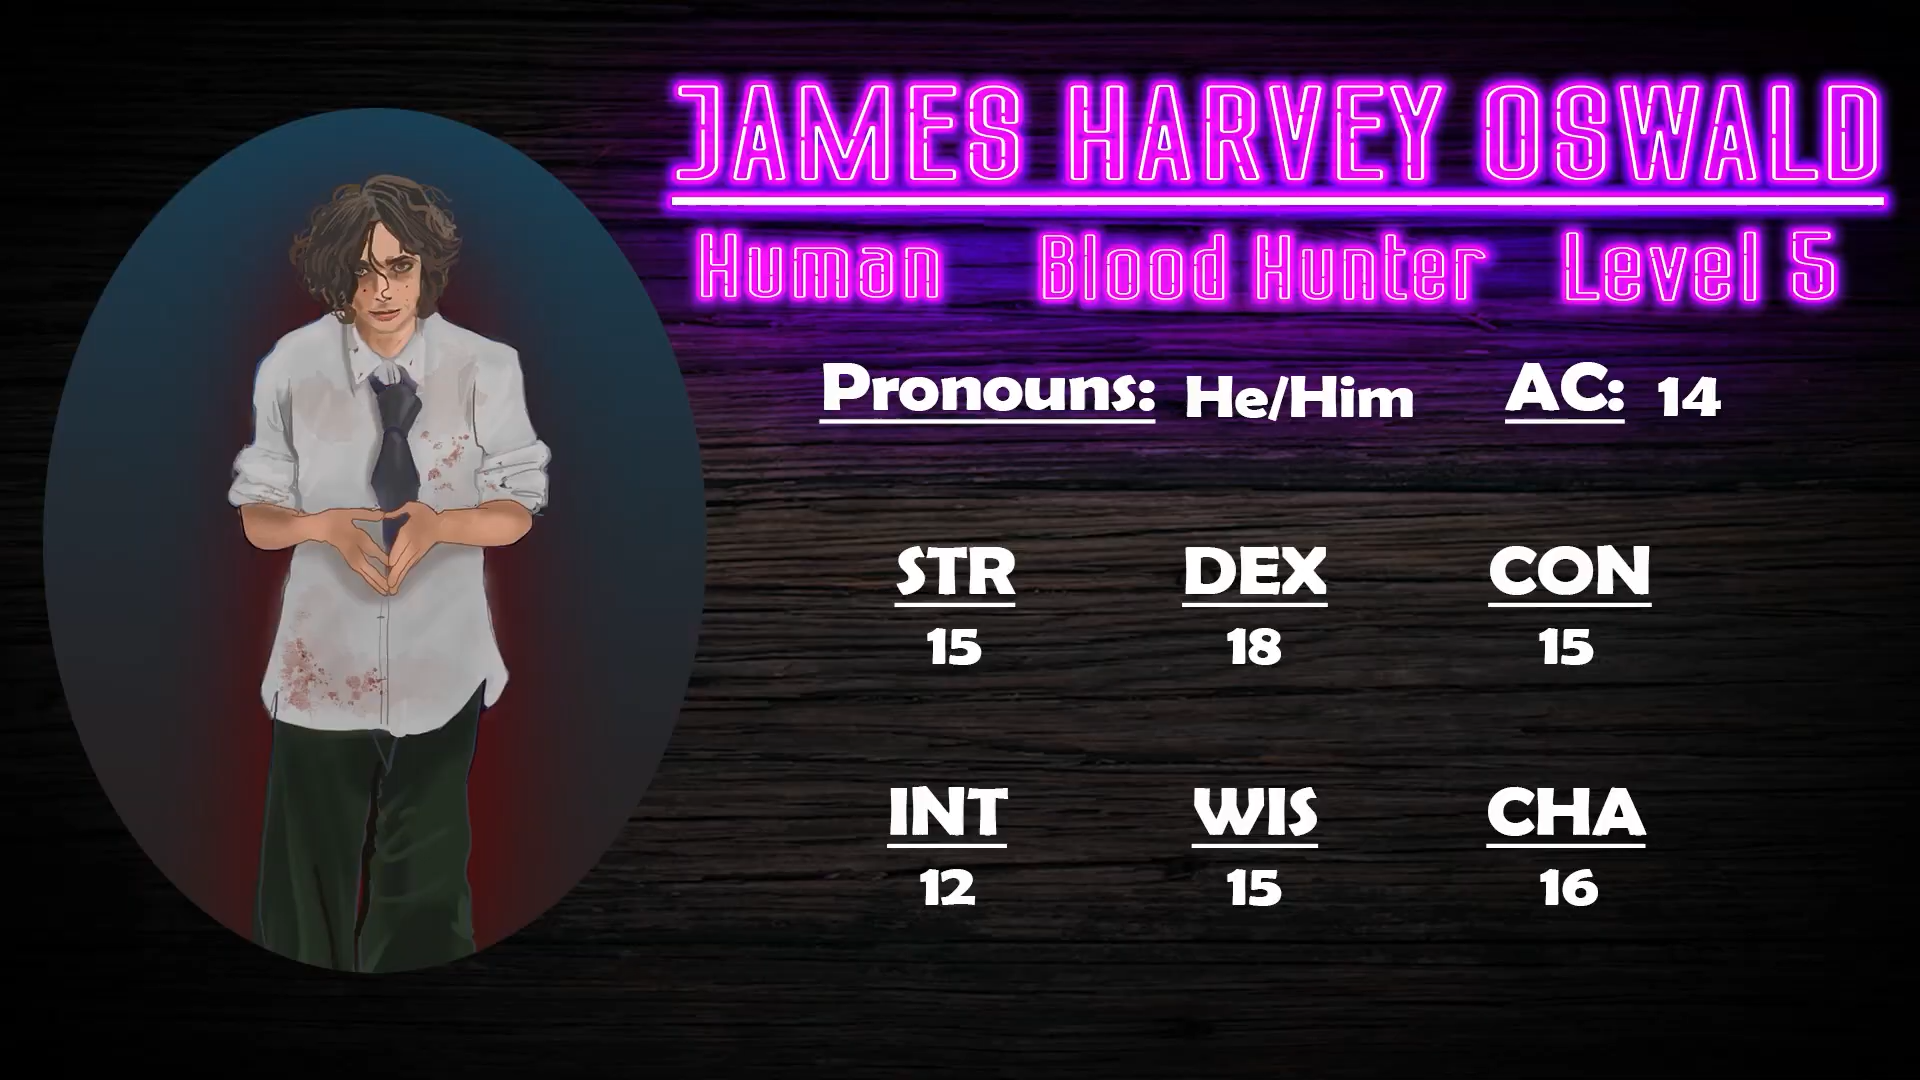 JAMES HARVEY OSWALD
Human Blood Hunter Level 5
Pronouns: He/Him AC: 14
STR DEX CON
15 18 15
INT WIS CHA
12 15 16